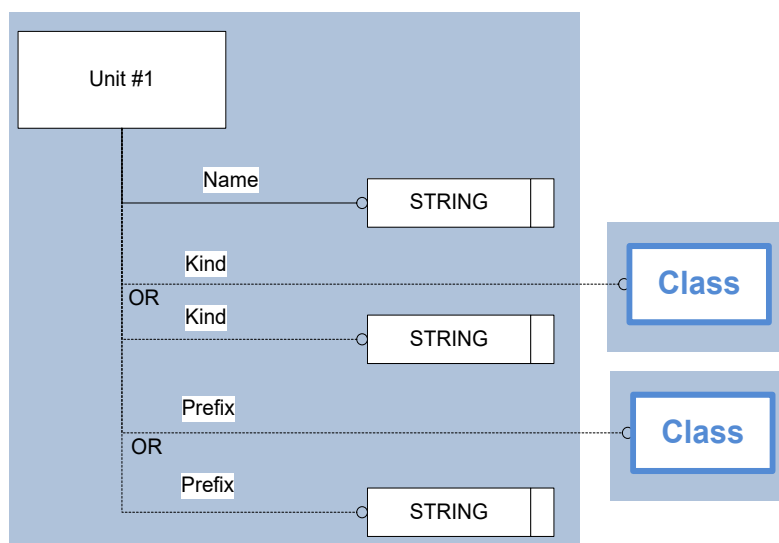 Unit #1
Name
STRING
Kind
Class
OR
Kind
STRING
Prefix
Class
OR
Prefix
STRING